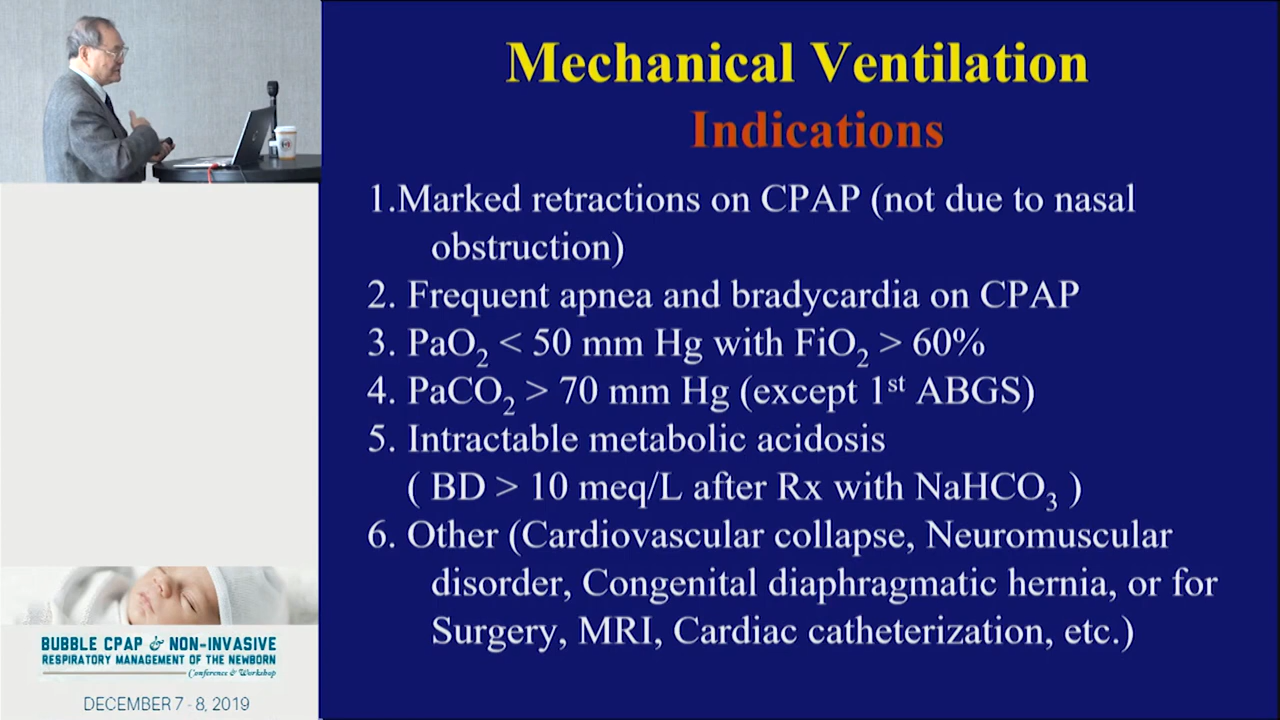 Mechanical Ventilation
Indications
1.Marked retractions on CPAP (not due to nasal
obstruction)
2. Frequent apnea and bradycardia on CPAP
3. PaO₂ < 50 mm Hg with FiO₂ > 60%
4. PaCO₂ > 70 mm Hg (except 1ˢᵗ ABGS)
5. Intractable metabolic acidosis
( BD > 10 meq/L after Rx with NaHCO₃ )
6. Other (Cardiovascular collapse, Neuromuscular
disorder, Congenital diaphragmatic hernia, or for
Surgery, MRI, Cardiac catheterization, etc.)
BUBBLE CPAP & NON-INVASIVE
RESPIRATORY MANAGEMENT OF THE NEWBORN
Conference & Workshop
DECEMBER 7 - 8, 2019